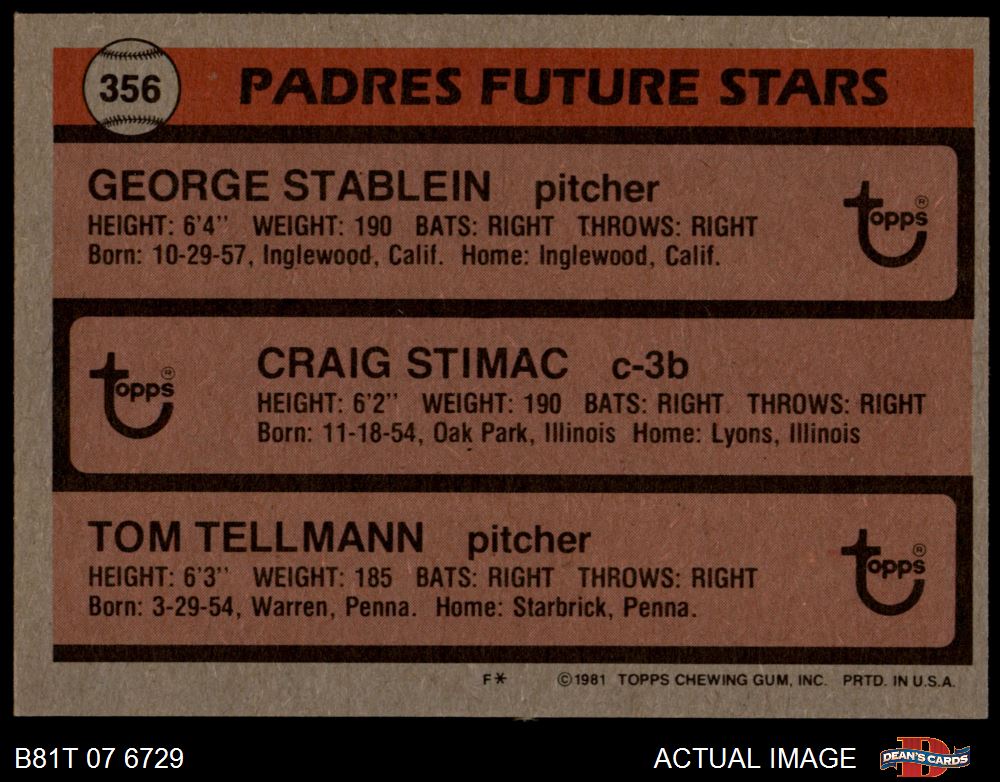 356 PADRES FUTURE STARS
GEORGE STABLEIN pitcher
HEIGHT: 6'4" WEIGHT: 190 BATS: RIGHT THROWS: RIGHT
Born: 10-29-57, Inglewood, Calif. Home: Inglewood, Calif.
topps ®
CRAIG STIMAC c-3b
HEIGHT: 6'2" WEIGHT: 190 BATS: RIGHT THROWS: RIGHT
Born: 11-18-54, Oak Park, Illinois Home: Lyons, Illinois
topps ®
TOM TELLMANN pitcher
HEIGHT: 6'3" WEIGHT: 185 BATS: RIGHT THROWS: RIGHT
Born: 3-29-54, Warren, Penna. Home: Starbrick, Penna.
topps ®
F* ©1981 TOPPS CHEWING GUM, INC. PRTD. IN U.S.A.
B81T 07 6729 ACTUAL IMAGE DEAN'S CARDS